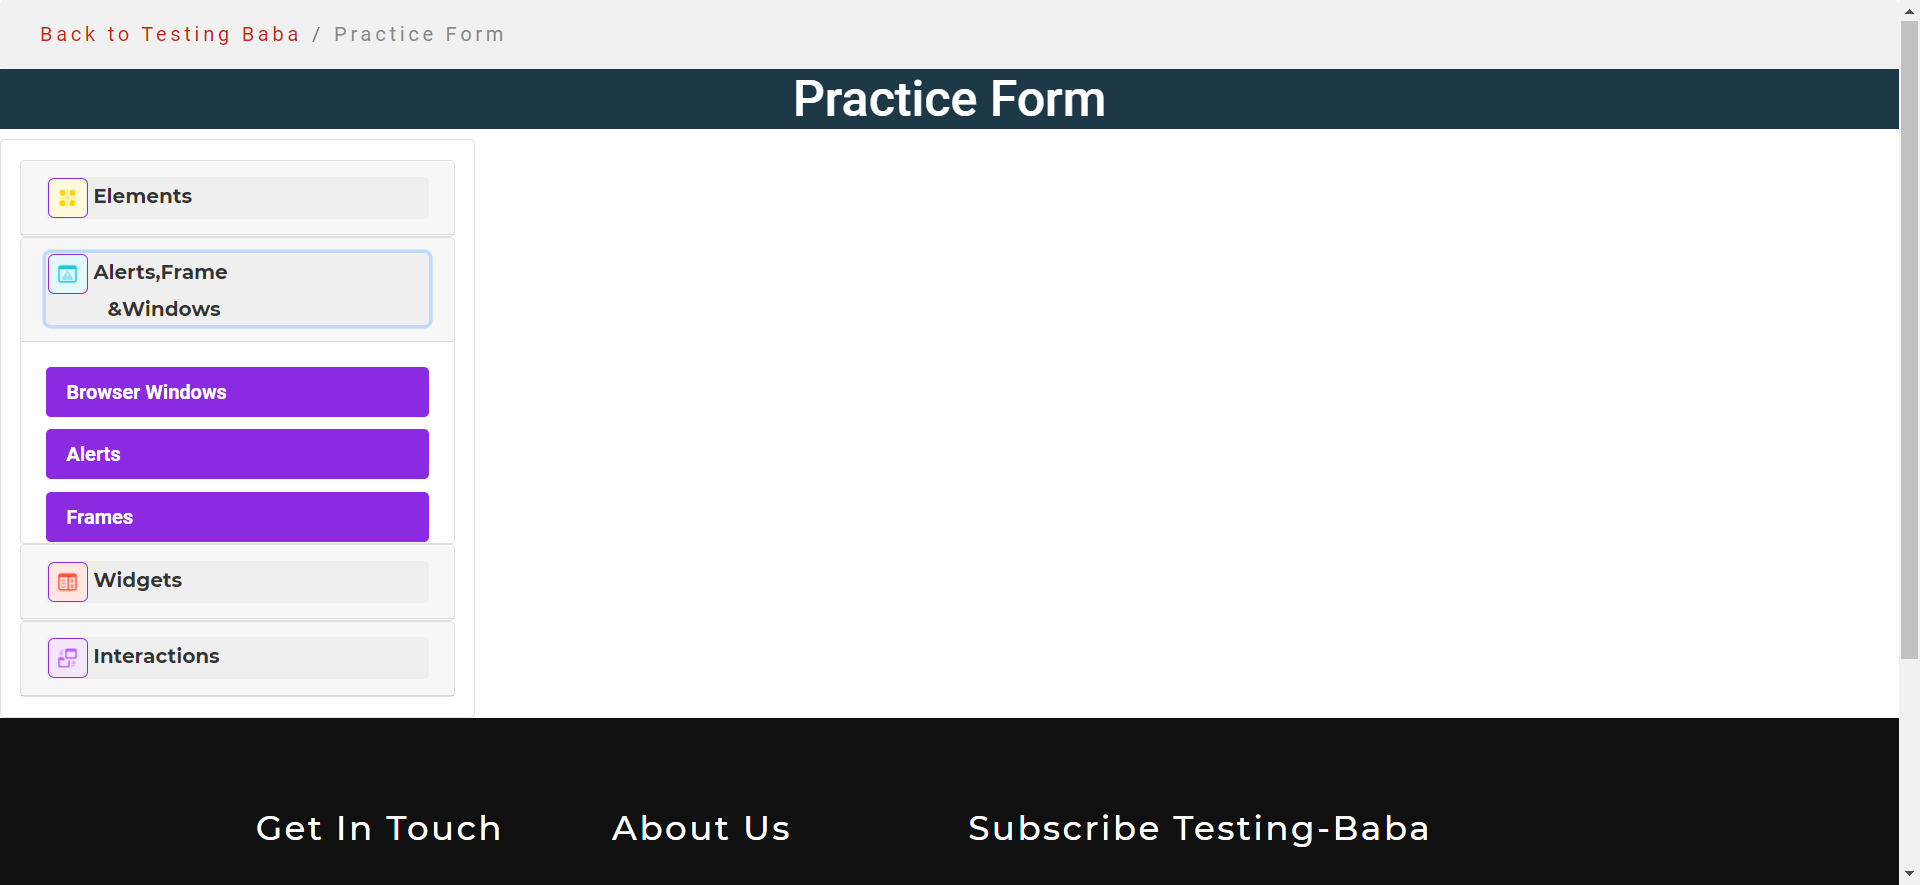 Back to Testing Baba / Practice Form
Practice Form
Elements
Alerts,Frame
&Windows
Browser Windows
Alerts
Frames
Widgets
Interactions
Get In Touch
About Us
Subscribe Testing-Baba